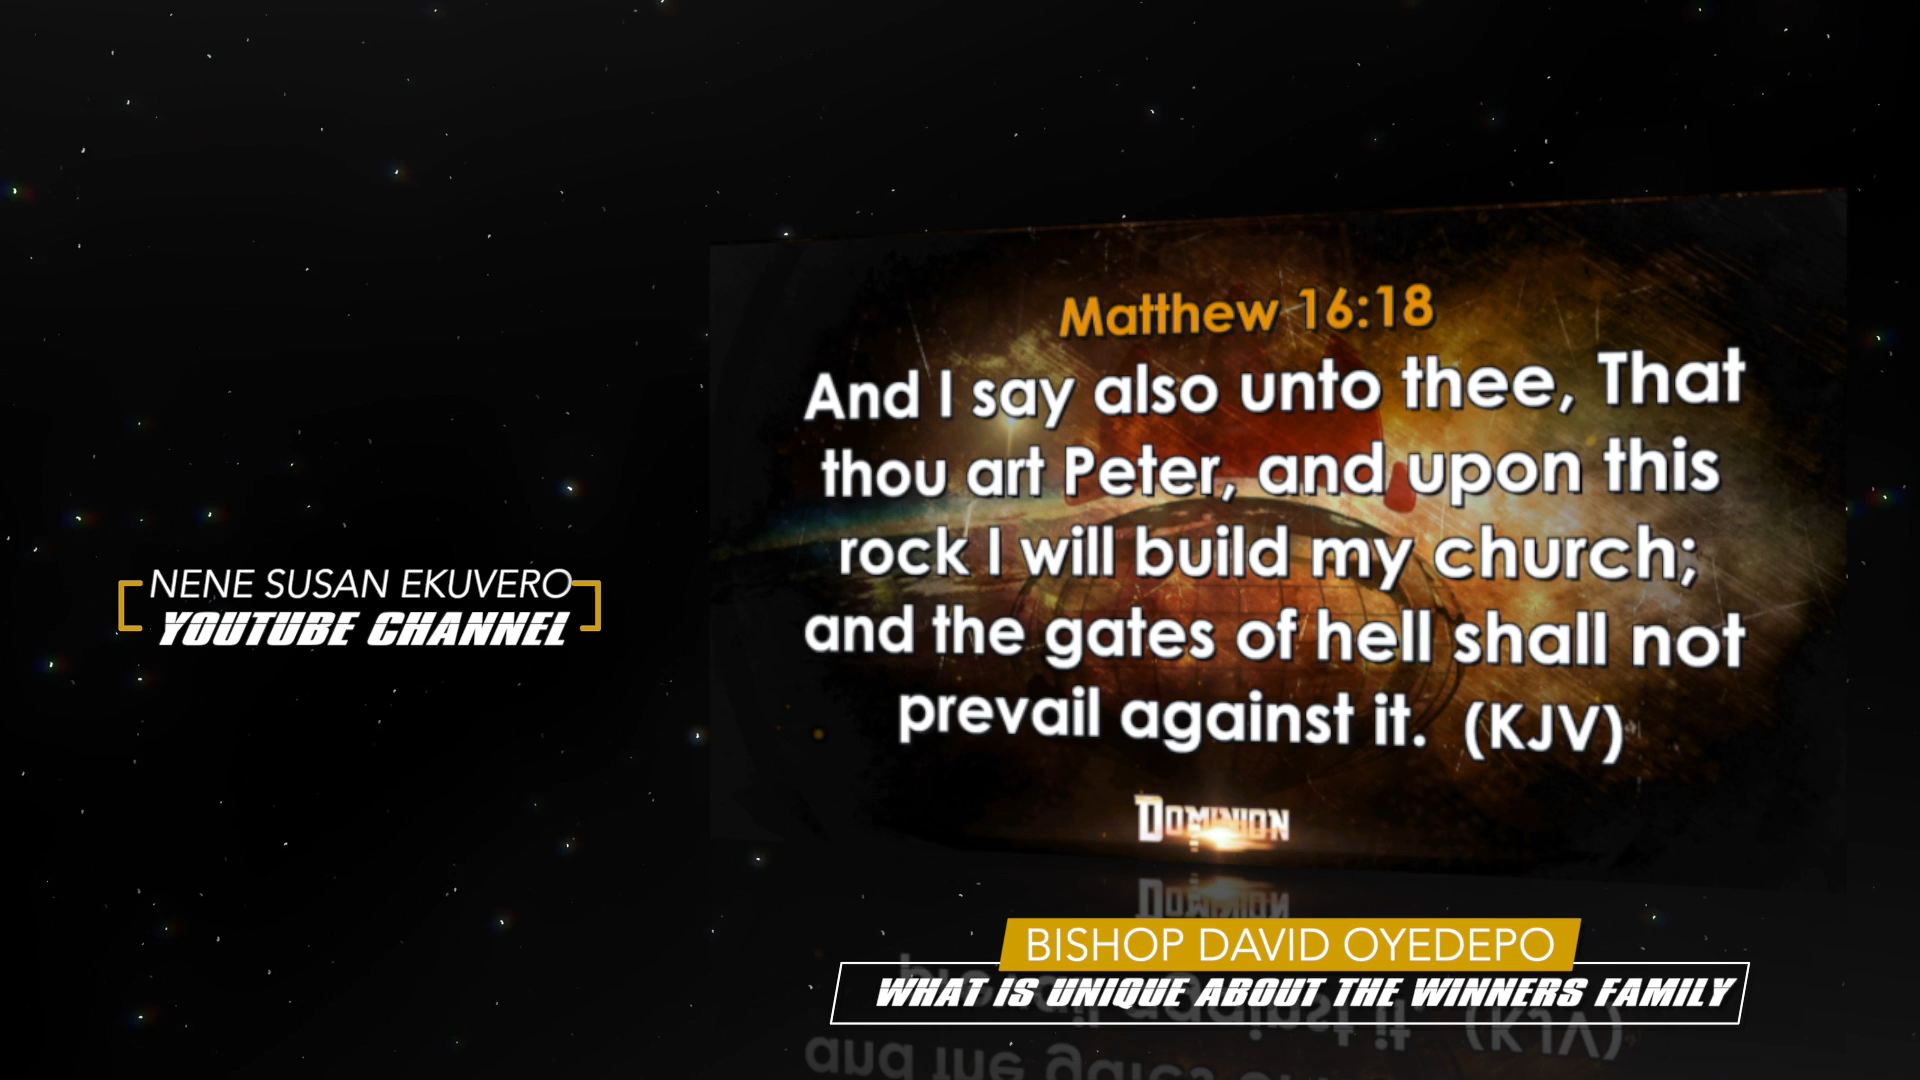 Matthew 16:18
And I say also unto thee, That
thou art Peter, and upon this
rock I will build my church;
and the gates of hell shall not
prevail against it. (KJV)
DOMINION
NENE SUSAN EKUVERO
YOUTUBE CHANNEL
BISHOP DAVID OYEDEPO
WHAT IS UNIQUE ABOUT THE WINNERS FAMILY